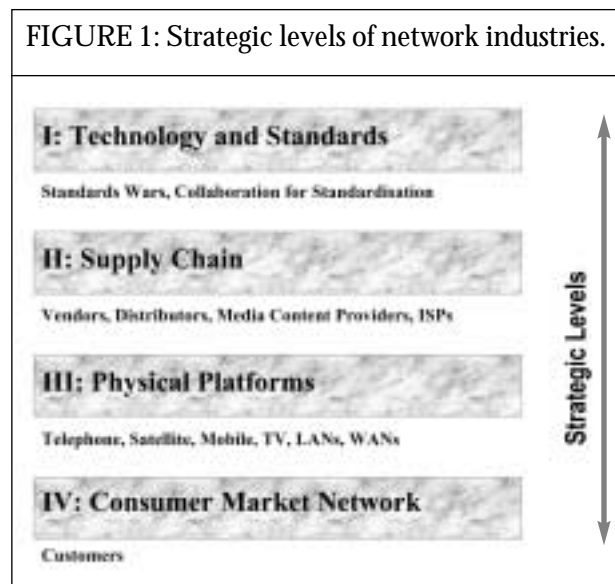 FIGURE 1: Strategic levels of network industries.
I: Technology and Standards
Standards Wars, Collaboration for Standardisation
II: Supply Chain
Vendors, Distributors, Media Content Providers, ISPs
III: Physical Platforms
Telephone, Satellite, Mobile, TV, LANs, WANs
IV: Consumer Market Network
Customers
Strategic Levels